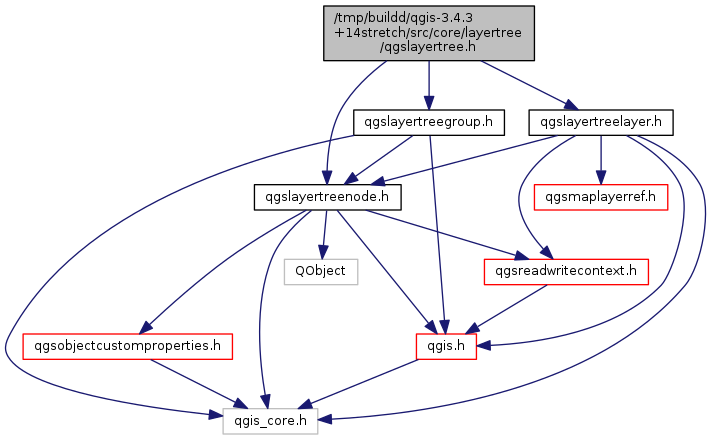 /tmp/buildd/qgis-3.4.3
+14stretch/src/core/layertree
/qgslayertree.h
qgslayertreegroup.h
qgslayertreelayer.h
qgslayertreenode.h
qgsmaplayerref.h
QObject
qgsreadwritecontext.h
qgsobjectcustomproperties.h
qgis.h
qgis_core.h